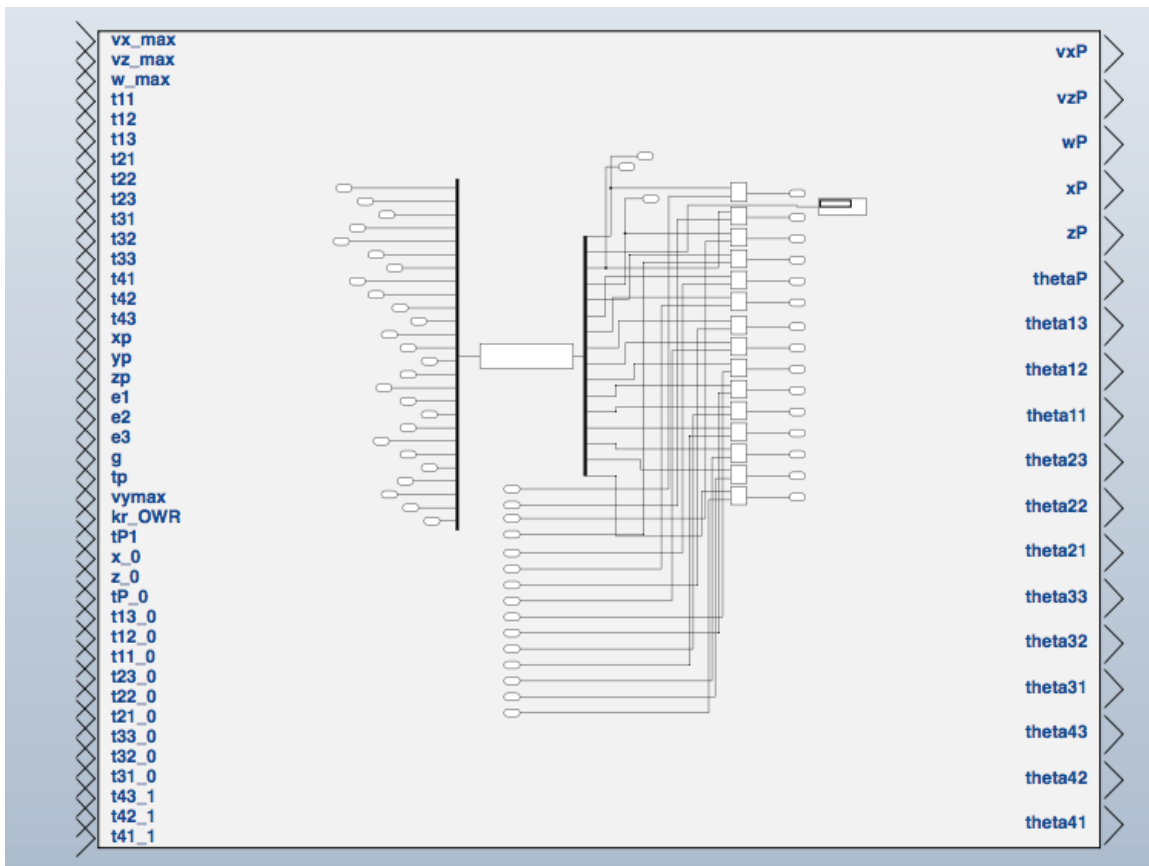 vx_max
vz_max
w_max
t11
t12
t13
t21
t22
t23
t31
t32
t33
t41
t42
t43
xp
yp
zp
e1
e2
e3
g
tp
vymax
kr_OWR
tP1
x_0
z_0
tP_0
t13_0
t12_0
t11_0
t23_0
t22_0
t21_0
t33_0
t32_0
t31_0
t43_1
t42_1
t41_1
vxP
vzP
wP
xP
zP
thetaP
theta13
theta12
theta11
theta23
theta22
theta21
theta33
theta32
theta31
theta43
theta42
theta41